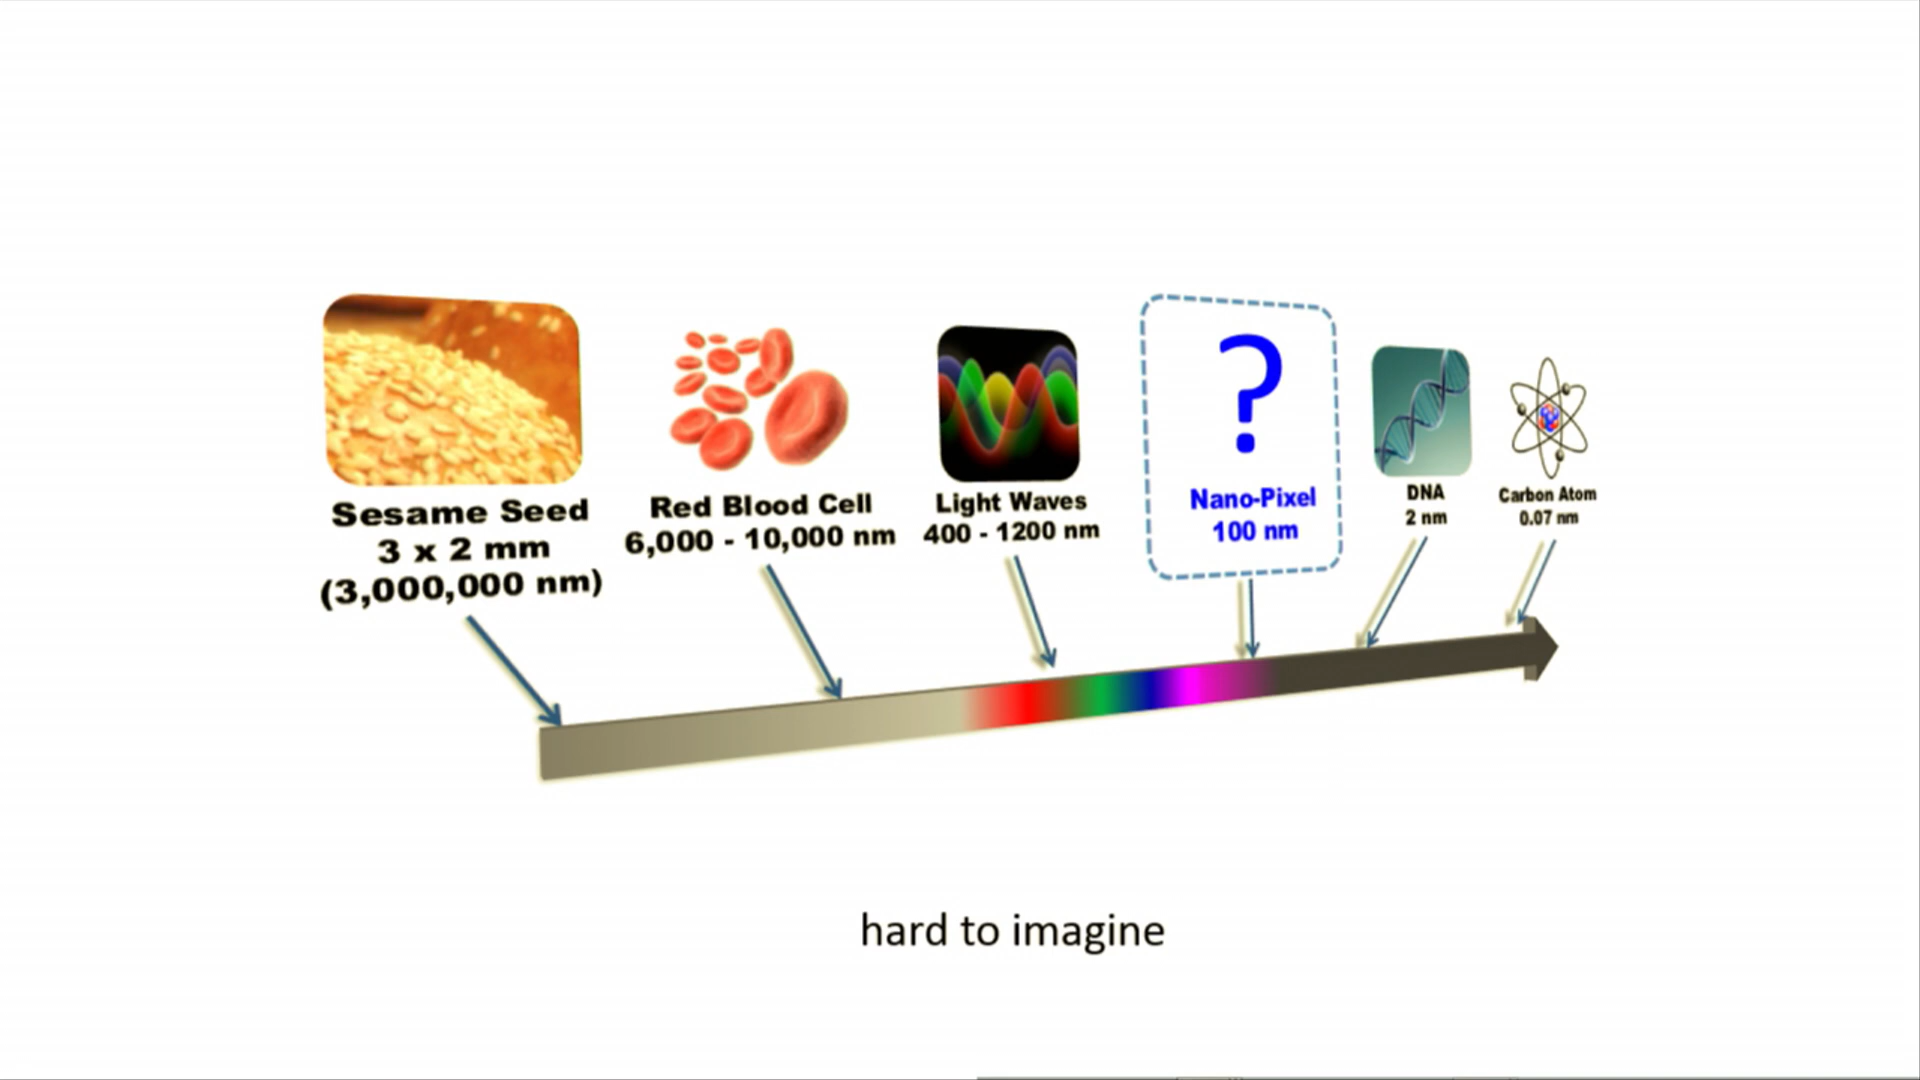 Sesame Seed
3 x 2 mm
(3,000,000 nm)
Red Blood Cell
6,000 - 10,000 nm
Light Waves
400 - 1200 nm
?
Nano-Pixel
100 nm
DNA
2 nm
Carbon Atom
0.07 nm
hard to imagine